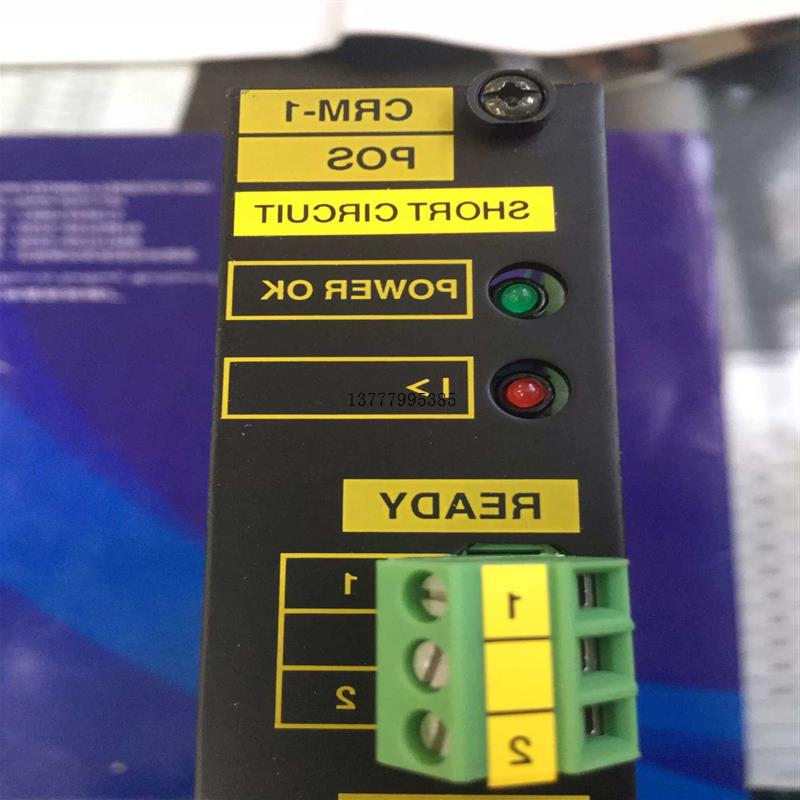 CRM-1
POS
SHORT CIRCUIT
POWER OK
I>
13777995385
READY
1
1
2
2